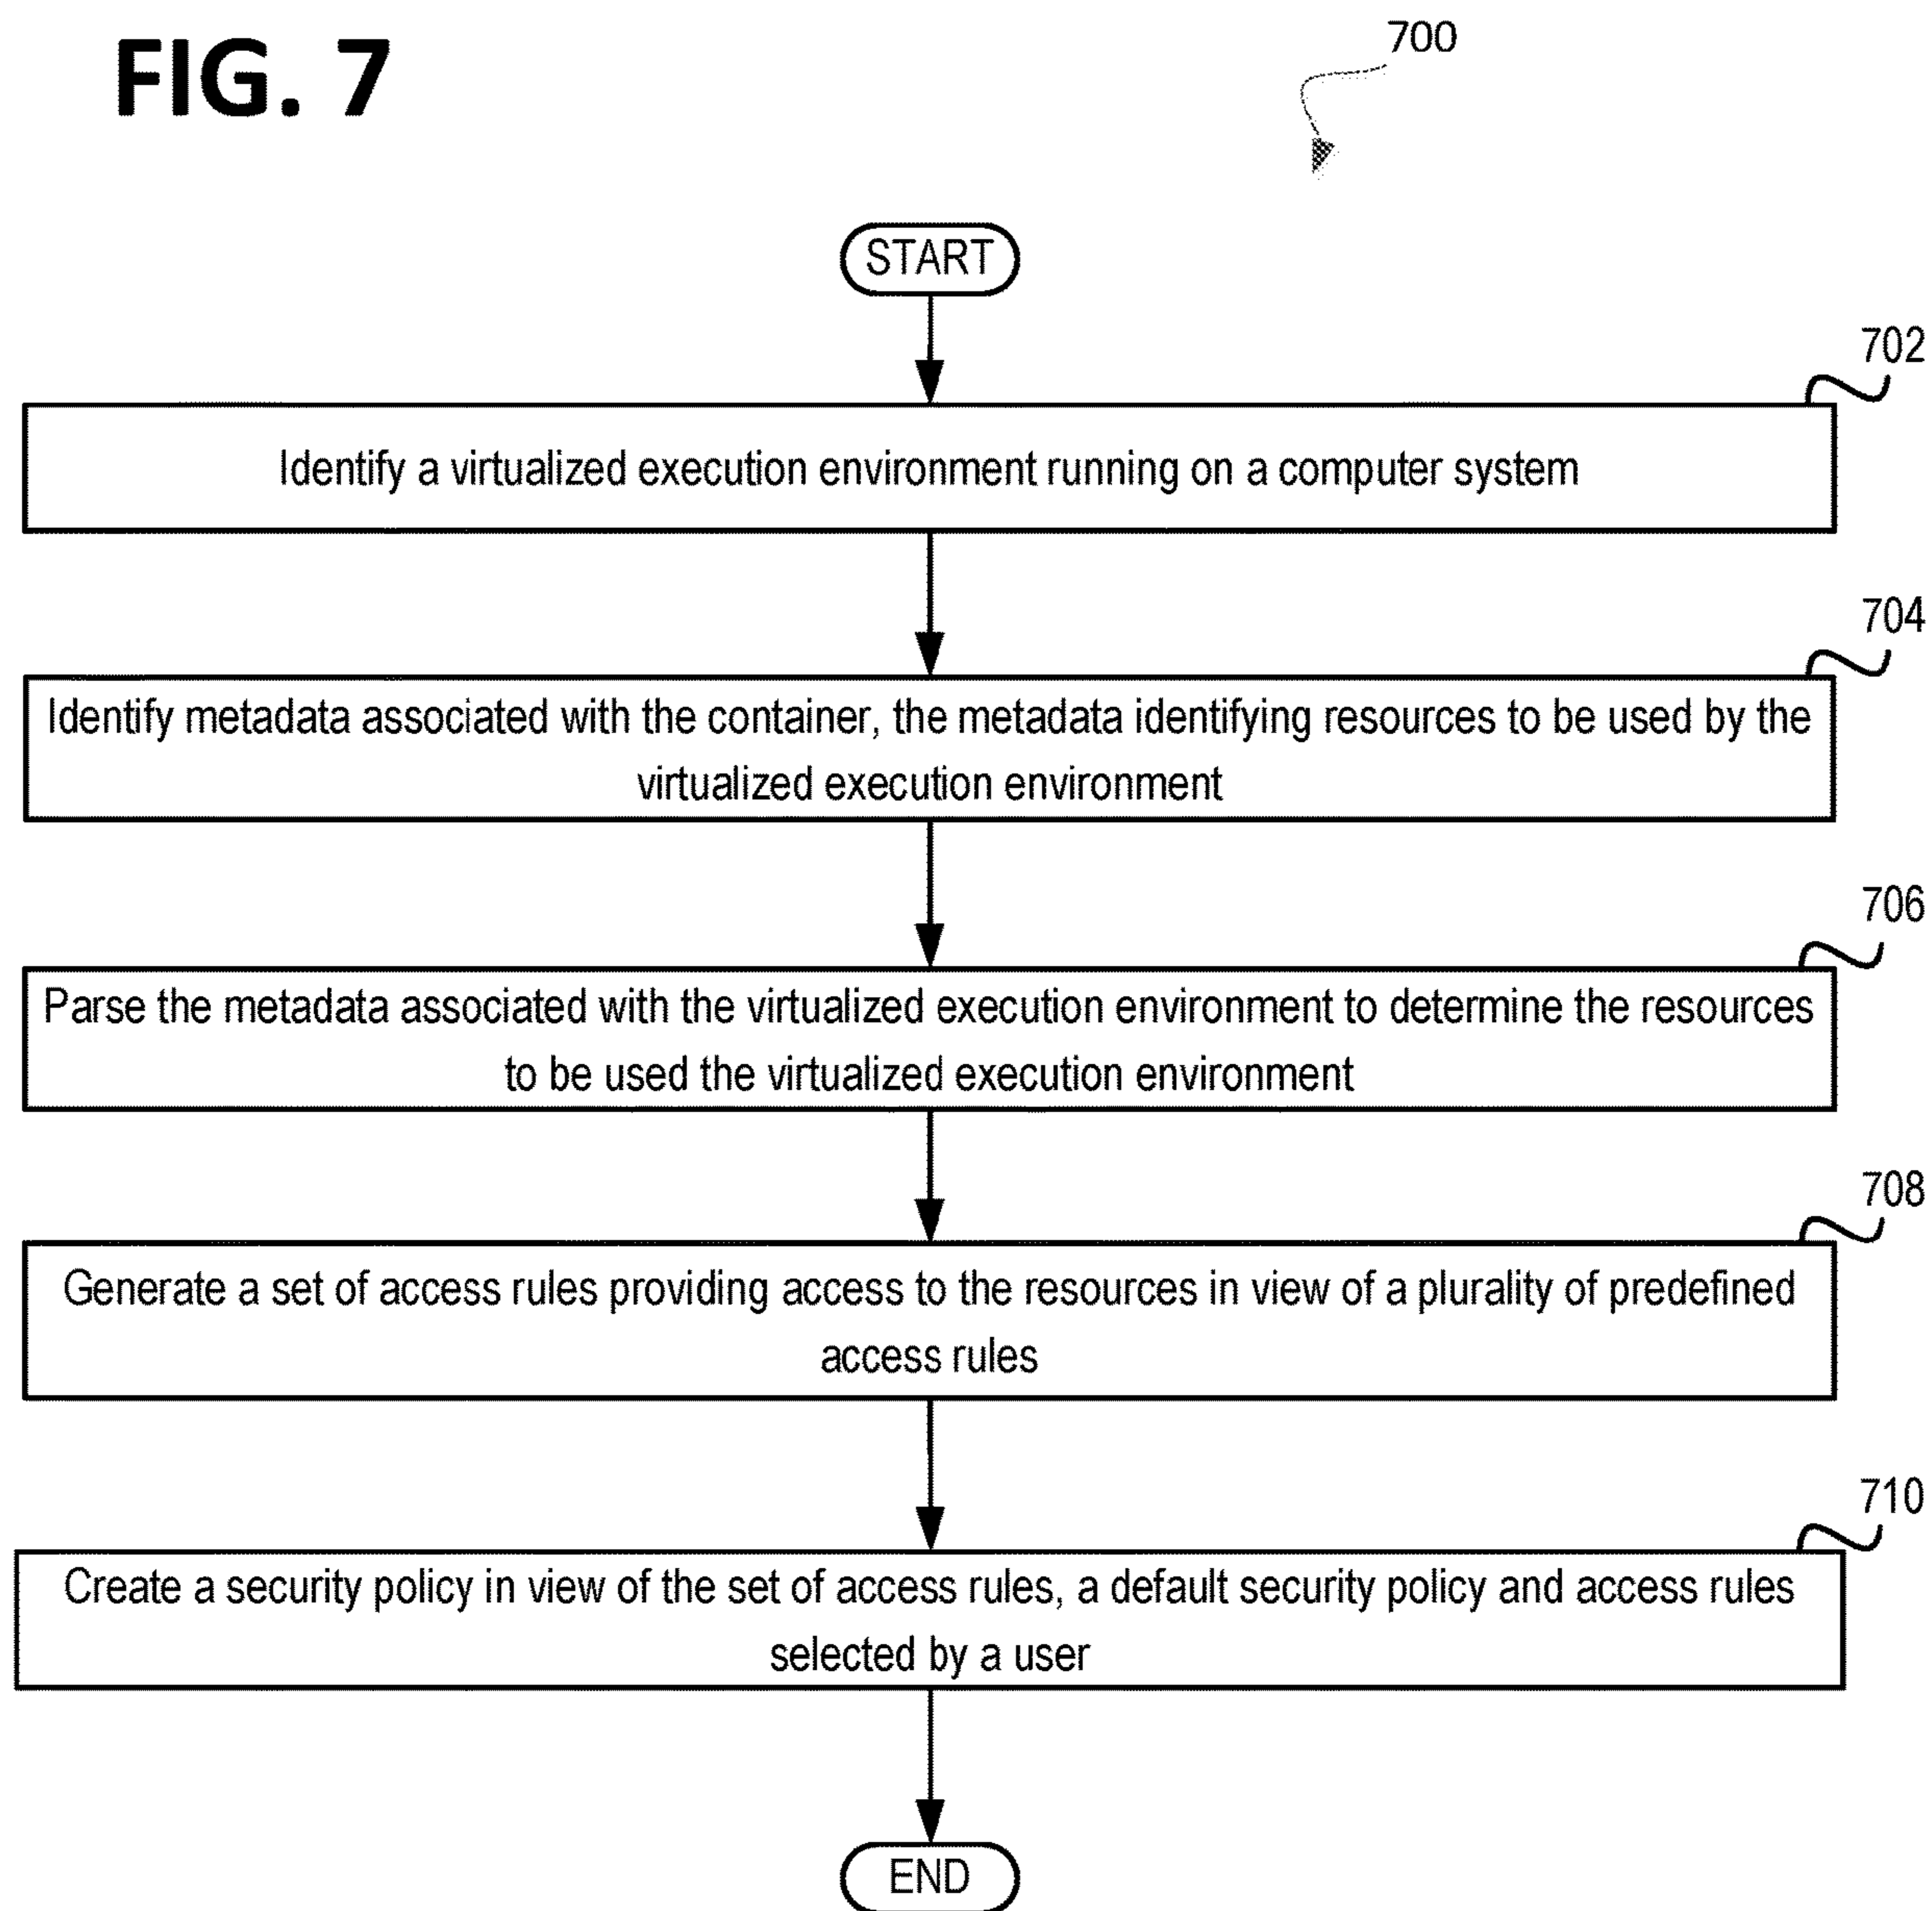 FIG. 7
700
START
702
Identify a virtualized execution environment running on a computer system
704
Identify metadata associated with the container, the metadata identifying resources to be used by the
virtualized execution environment
706
Parse the metadata associated with the virtualized execution environment to determine the resources
to be used the virtualized execution environment
708
Generate a set of access rules providing access to the resources in view of a plurality of predefined
access rules
710
Create a security policy in view of the set of access rules, a default security policy and access rules
selected by a user
END